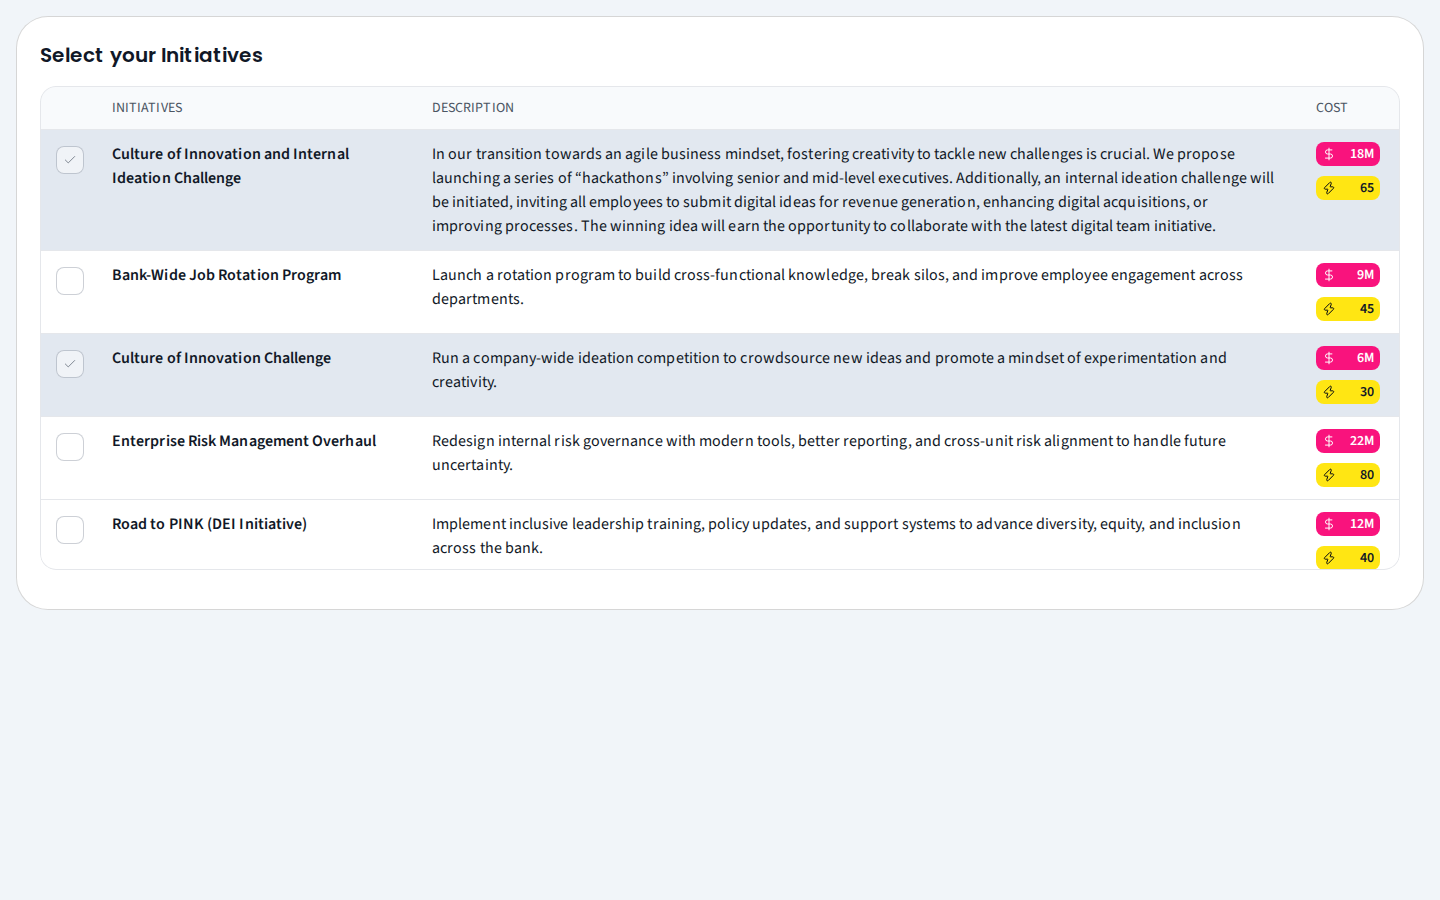 Select your Initiatives
INITIATIVES DESCRIPTION COST
Culture of Innovation and Internal
Ideation Challenge
In our transition towards an agile business mindset, fostering creativity to tackle new challenges is crucial. We propose
launching a series of “hackathons” involving senior and mid-level executives. Additionally, an internal ideation challenge will
be initiated, inviting all employees to submit digital ideas for revenue generation, enhancing digital acquisitions, or
improving processes. The winning idea will earn the opportunity to collaborate with the latest digital team initiative.
$ 18M
65
Bank-Wide Job Rotation Program
Launch a rotation program to build cross-functional knowledge, break silos, and improve employee engagement across
departments.
$ 9M
45
Culture of Innovation Challenge
Run a company-wide ideation competition to crowdsource new ideas and promote a mindset of experimentation and
creativity.
$ 6M
30
Enterprise Risk Management Overhaul
Redesign internal risk governance with modern tools, better reporting, and cross-unit risk alignment to handle future
uncertainty.
$ 22M
80
Road to PINK (DEI Initiative)
Implement inclusive leadership training, policy updates, and support systems to advance diversity, equity, and inclusion
across the bank.
$ 12M
40